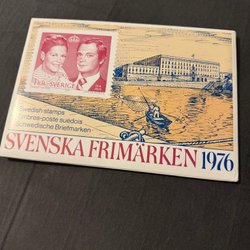 SVERIGE
Swedish stamps
Timbres-poste suédois
Schwedische Briefmarken
SVENSKA FRIMÄRKEN 1976